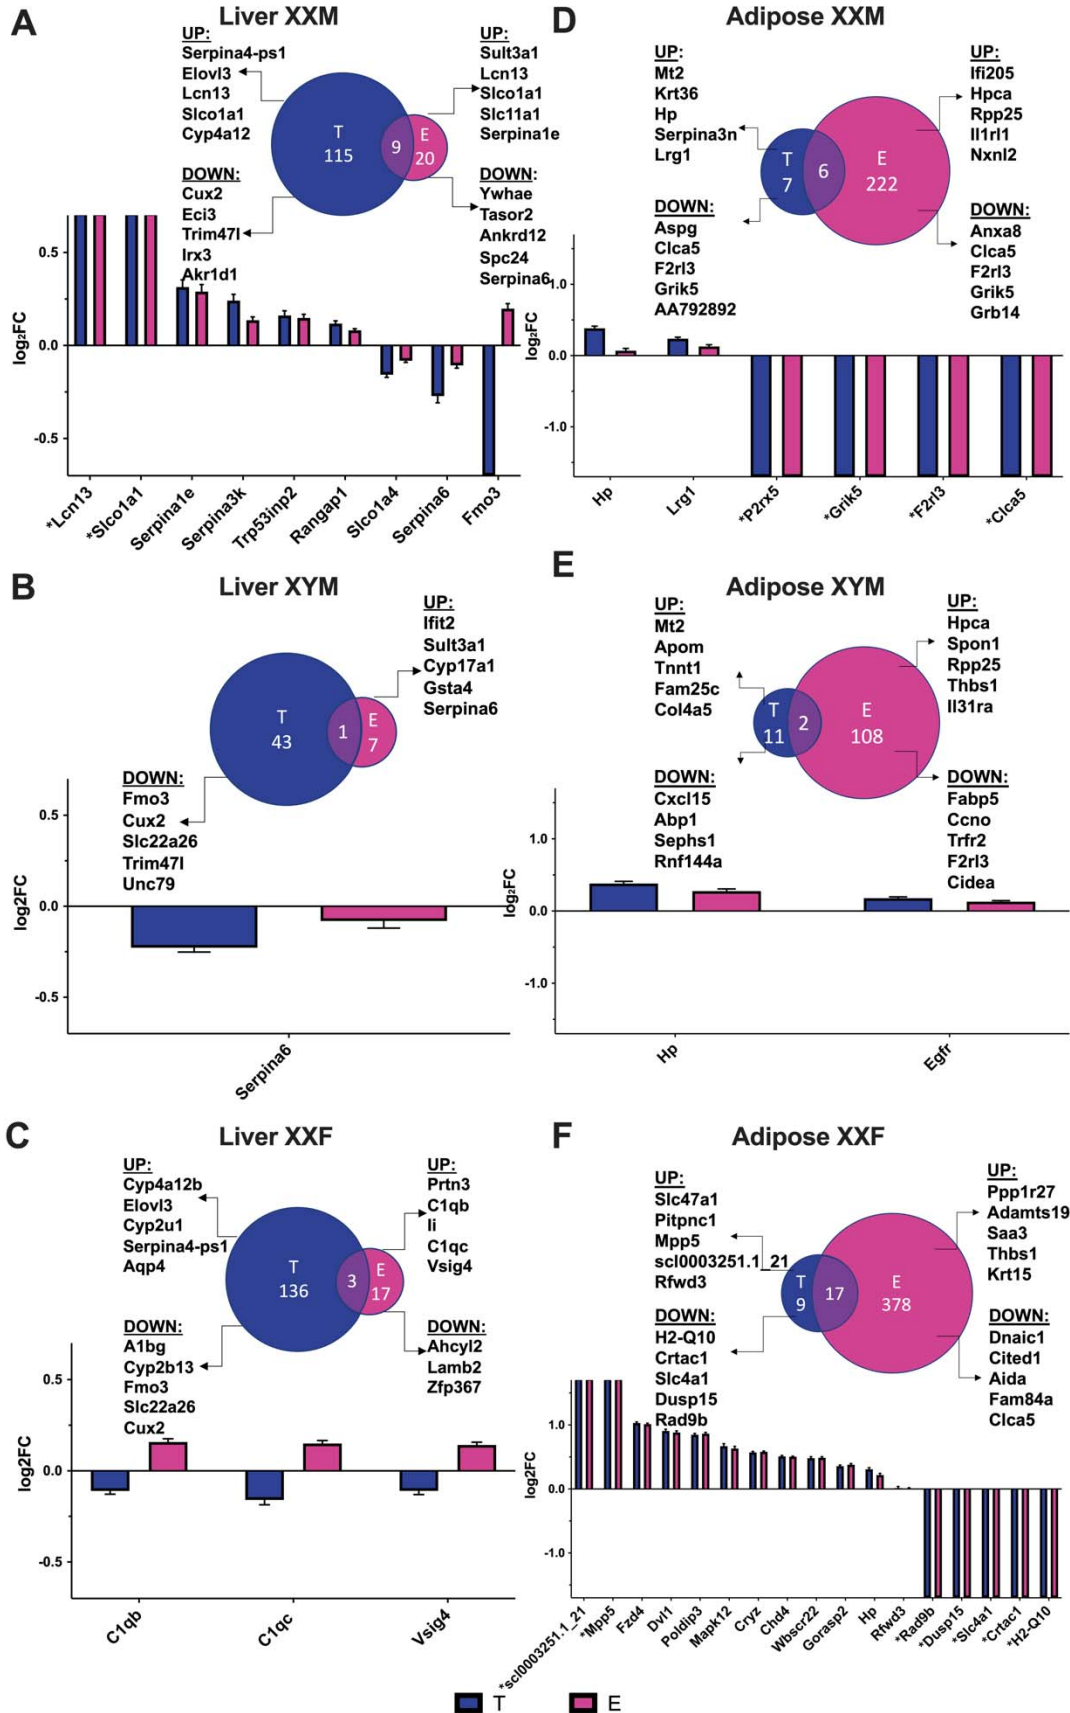 A
Liver XXM
UP:
Serpina4-ps1
Elovl3
Lcn13
Slco1a1
Cyp4a12
UP:
Sult3a1
Lcn13
Slco1a1
Slc11a1
Serpina1e
T
115
9
E
20
DOWN:
Cux2
Eci3
Trim47l
Irx3
Akr1d1
DOWN:
Ywhae
Tasor2
Ankrd12
Spc24
Serpina6
log₂FC
0.5
0.0
-0.5
*Lcn13
*Slco1a1
Serpina1e
Serpina3k
Trp53inp2
Rangap1
Slco1a4
Serpina6
Fmo3
D
Adipose XXM
UP:
Mt2
Krt36
Hp
Serpina3n
Lrg1
UP:
Ifi205
Hpca
Rpp25
Il1rl1
Nxnl2
T
7
6
E
222
DOWN:
Aspg
Clca5
F2rl3
Grik5
AA792892
DOWN:
Anxa8
Clca5
F2rl3
Grik5
Grb14
log₂FC
1.0
0.0
-1.0
Hp
Lrg1
*P2rx5
*Grik5
*F2rl3
*Clca5
B
Liver XYM
UP:
Ifit2
Sult3a1
Cyp17a1
Gsta4
Serpina6
T
43
1
E
7
DOWN:
Fmo3
Cux2
Slc22a26
Trim47l
Unc79
log2FC
0.5
0.0
-0.5
Serpina6
E
Adipose XYM
UP:
Mt2
Apom
Tnnt1
Fam25c
Col4a5
UP:
Hpca
Spon1
Rpp25
Thbs1
Il31ra
T
11
2
E
108
DOWN:
Cxcl15
Abp1
Sephs1
Rnf144a
DOWN:
Fabp5
Ccno
Trfr2
F2rl3
Cidea
log₂FC
1.0
0.0
-1.0
Hp
Egfr
C
Liver XXF
UP:
Cyp4a12b
Elovl3
Cyp2u1
Serpina4-ps1
Aqp4
UP:
Prtn3
C1qb
Ii
C1qc
Vsig4
T
136
3
E
17
DOWN:
A1bg
Cyp2b13
Fmo3
Slc22a26
Cux2
DOWN:
Ahcyl2
Lamb2
Zfp367
log2FC
0.5
0.0
-0.5
C1qb
C1qc
Vsig4
F
Adipose XXF
UP:
Slc47a1
Pitpnc1
Mpp5
scl0003251.1_21
Rfwd3
UP:
Ppp1r27
Adamts19
Saa3
Thbs1
Krt15
T
9
17
E
378
DOWN:
H2-Q10
Crtac1
Slc4a1
Dusp15
Rad9b
DOWN:
Dnaic1
Cited1
Aida
Fam84a
Clca5
log2FC
1.0
0.0
-1.0
*scl0003251.1_21
*Mpp5
Fzd4
Dvl1
Poldip3
Mapk12
Cryz
Chd4
Wbscr22
Gorasp2
Hp
Rfwd3
*Rad9b
*Dusp15
*Slc4a1
*Crtac1
*H2-Q10
T
E